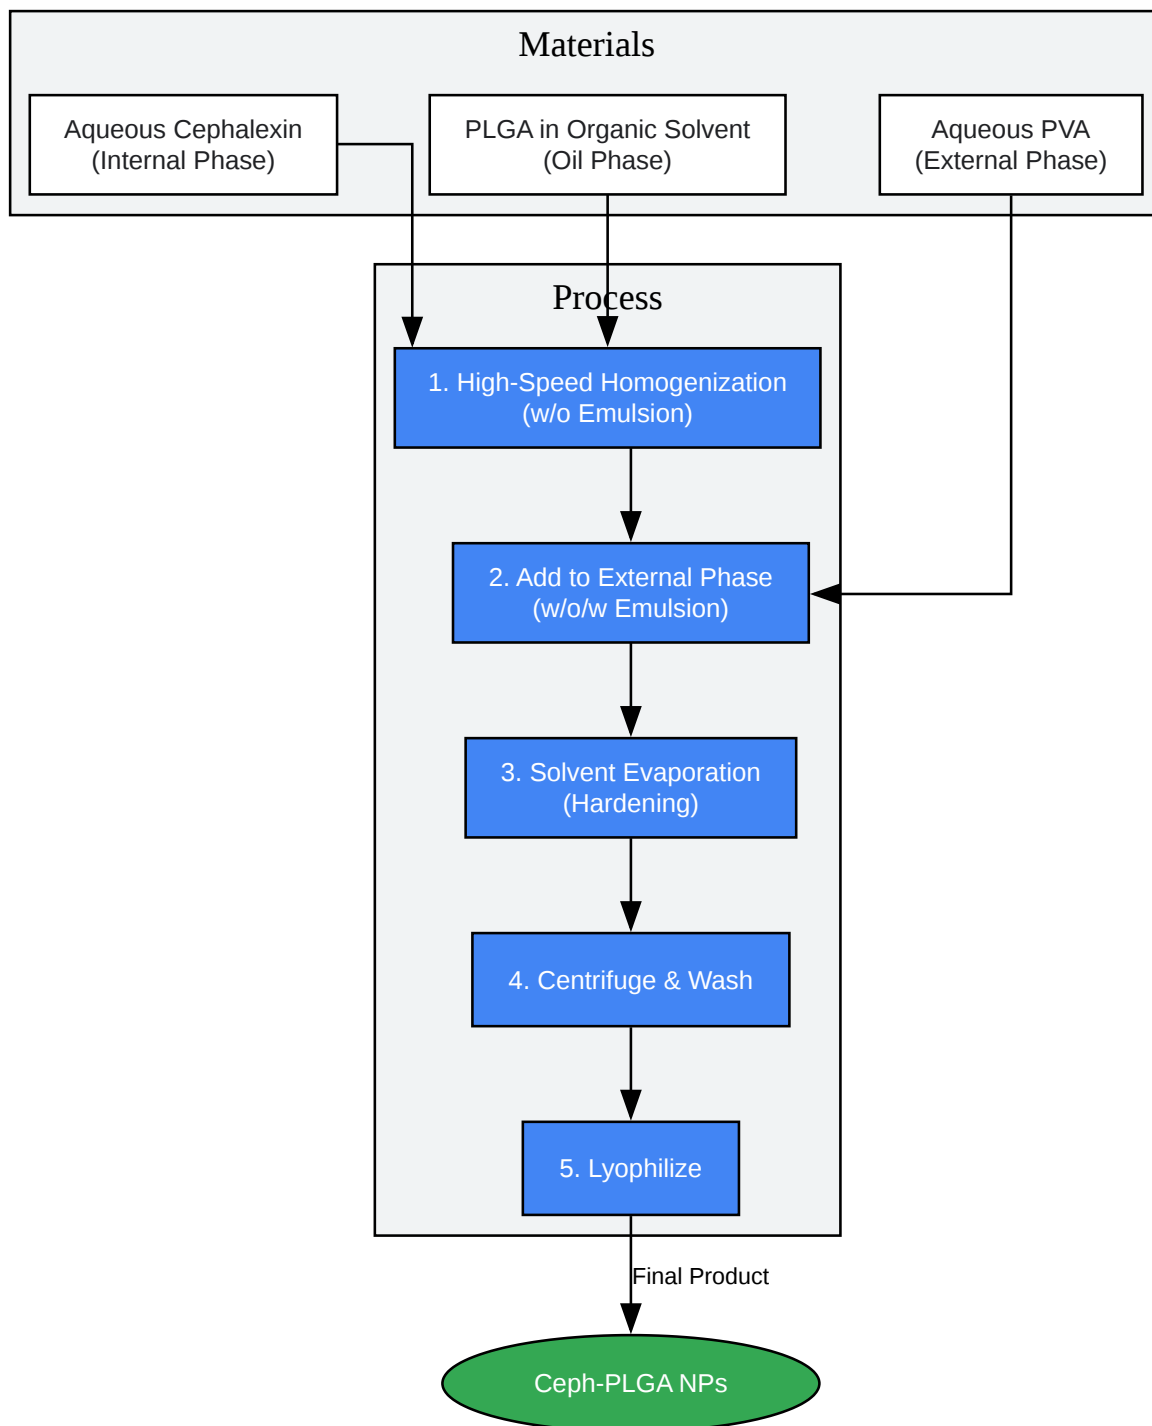 Materials
Aqueous Cephalexin
(Internal Phase)
PLGA in Organic Solvent
(Oil Phase)
Aqueous PVA
(External Phase)
Process
1. High-Speed Homogenization
(w/o Emulsion)
2. Add to External Phase
(w/o/w Emulsion)
3. Solvent Evaporation
(Hardening)
4. Centrifuge & Wash
5. Lyophilize
Final Product
Ceph-PLGA NPs